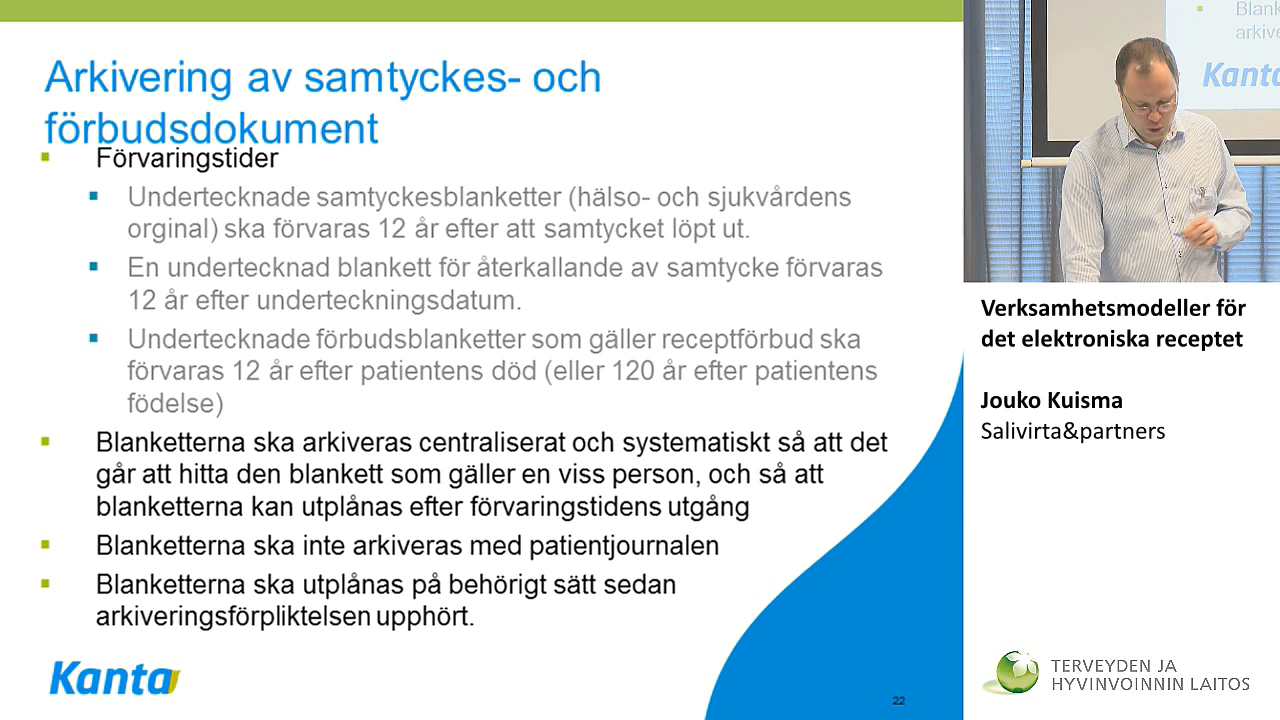 Arkivering av samtyckes- och
förbudsdokument
Förvaringstider
Undertecknade samtyckesblanketter (hälso- och sjukvårdens
orginal) ska förvaras 12 år efter att samtycket löpt ut.
En undertecknad blankett för återkallande av samtycke förvaras
12 år efter underteckningsdatum.
Undertecknade förbudsblanketter som gäller receptförbud ska
förvaras 12 år efter patientens död (eller 120 år efter patientens
födelse)
Blanketterna ska arkiveras centraliserat och systematiskt så att det
går att hitta den blankett som gäller en viss person, och så att
blanketterna kan utplånas efter förvaringstidens utgång
Blanketterna ska inte arkiveras med patientjournalen
Blanketterna ska utplånas på behörigt sätt sedan
arkiveringsförpliktelsen upphört.
Kanta
22
Blank
arkive
Kanta
Verksamhetsmodeller för
det elektroniska receptet
Jouko Kuisma
Salivirta&partners
TERVEYDEN JA
HYVINVOINNIN LAITOS